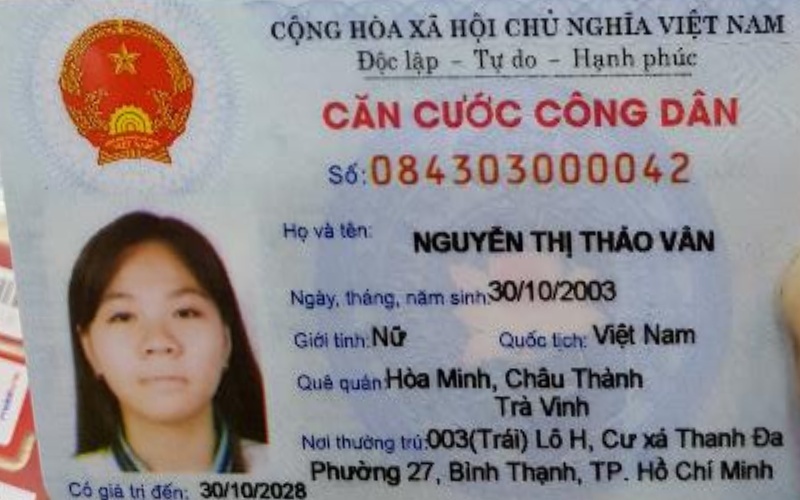 CỘNG HÒA XÃ HỘI CHỦ NGHĨA VIỆT NAM
Độc lập - Tự do - Hạnh phúc
CĂN CƯỚC CÔNG DÂN
Số: 084303000042
Họ và tên: NGUYỄN THỊ THẢO VÂN
Ngày, tháng, năm sinh: 30/10/2003
Giới tính: Nữ Quốc tịch: Việt Nam
Quê quán: Hòa Minh, Châu Thành
Trà Vinh
Nơi thường trú: 003(Trái) Lô H, Cư xá Thanh Đa
Phường 27, Bình Thạnh, TP. Hồ Chí Minh
Có giá trị đến: 30/10/2028